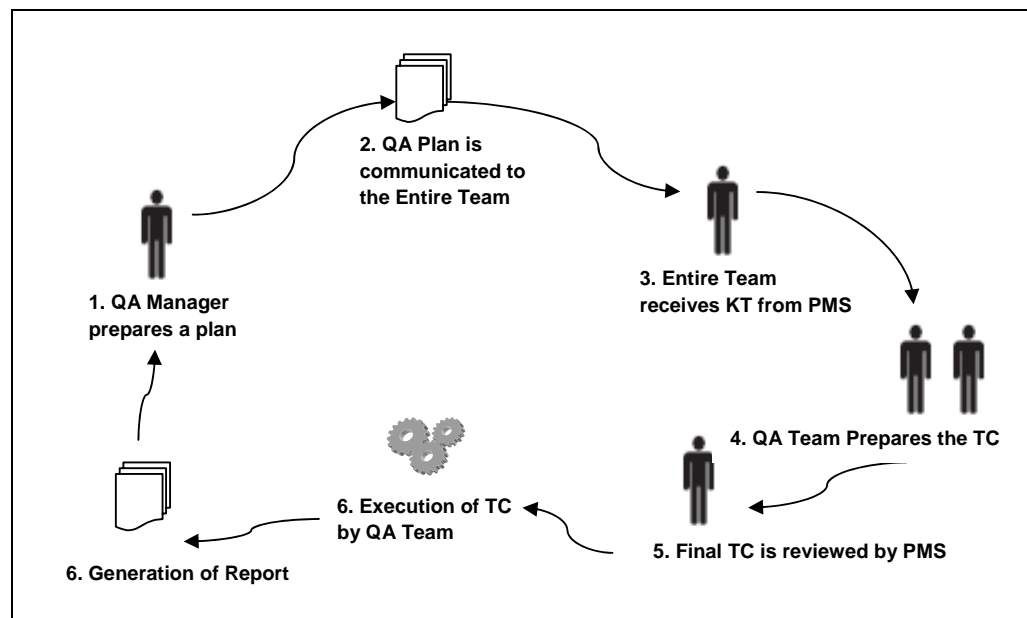 1. QA Manager
prepares a plan
2. QA Plan is
communicated to
the Entire Team
3. Entire Team
receives KT from PMS
4. QA Team Prepares the TC
5. Final TC is reviewed by PMS
6. Execution of TC
by QA Team
6. Generation of Report